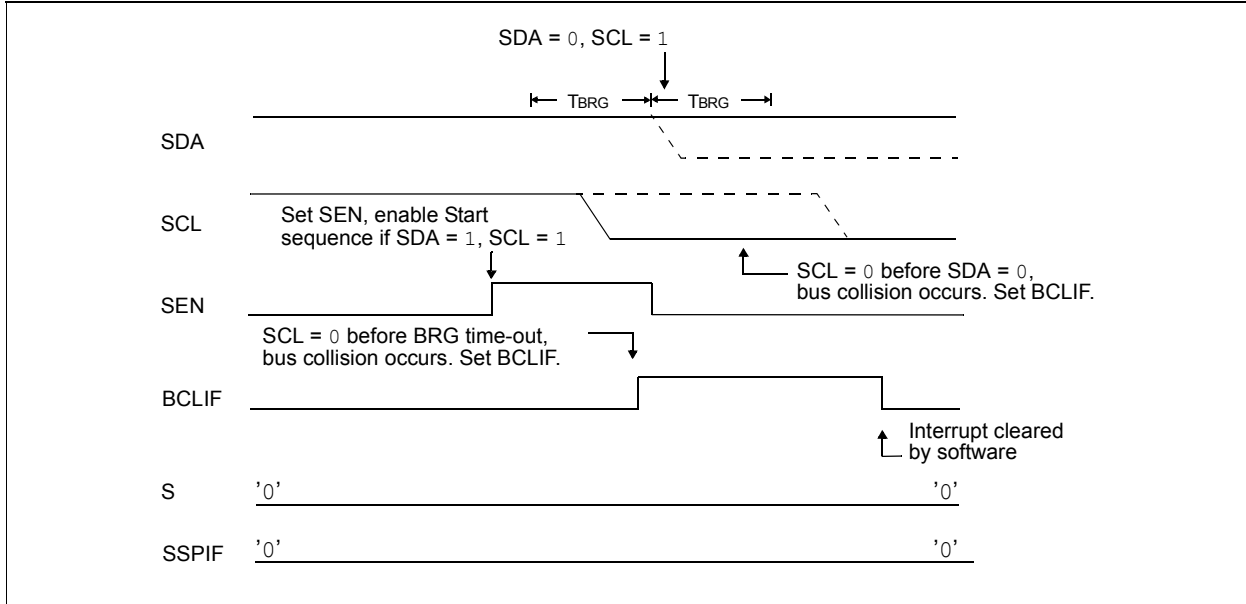 SDA = 0, SCL = 1
TBRG TBRG
SDA
SCL
Set SEN, enable Start
sequence if SDA = 1, SCL = 1
SCL = 0 before SDA = 0,
bus collision occurs. Set BCLIF.
SEN
SCL = 0 before BRG time-out,
bus collision occurs. Set BCLIF.
BCLIF
Interrupt cleared
by software
S '0' '0'
SSPIF '0' '0'